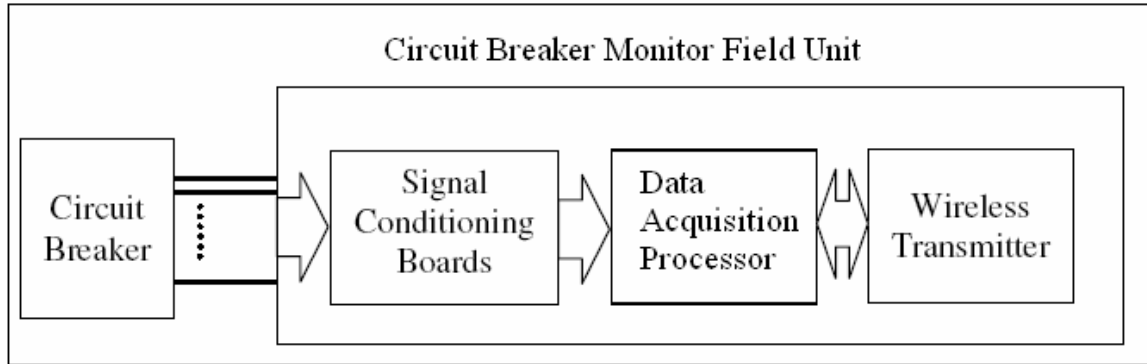 Circuit Breaker Monitor Field Unit
Circuit
Breaker
Signal
Conditioning
Boards
Data
Acquisition
Processor
Wireless
Transmitter